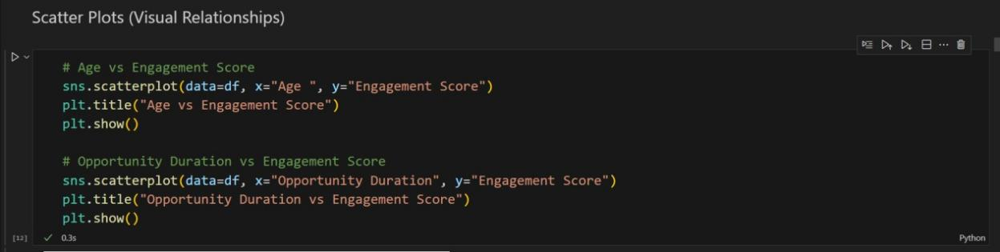 Scatter Plots (Visual Relationships)
# Age vs Engagement Score
sns.scatterplot(data=df, x="Age ", y="Engagement Score")
plt.title("Age vs Engagement Score")
plt.show()
# Opportunity Duration vs Engagement Score
sns.scatterplot(data=df, x="Opportunity Duration", y="Engagement Score")
plt.title("Opportunity Duration vs Engagement Score")
plt.show()
[12] 0.3s Python